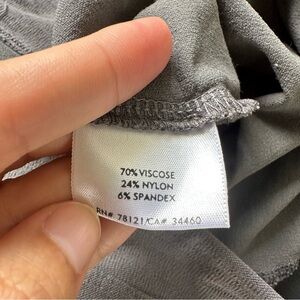 70% VISCOSE
24% NYLON
6% SPANDEX
RN# 78121/CA# 34460